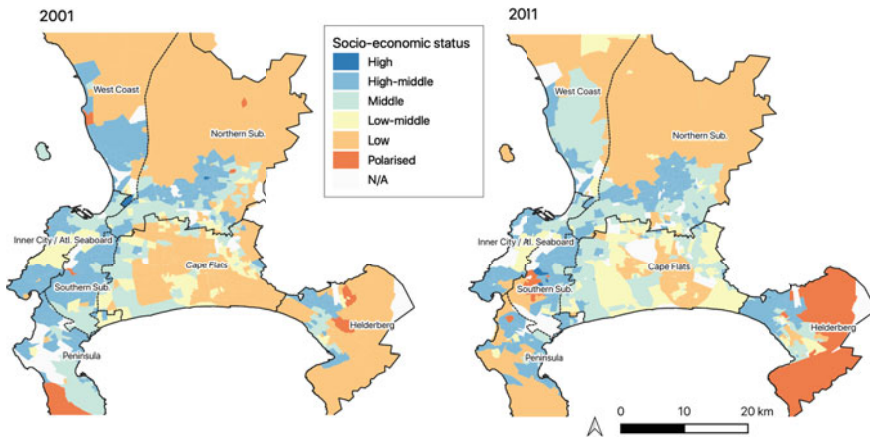 2001
2011
Socio-economic status
High
High-middle
Middle
Low-middle
Low
Polarised
N/A
West Coast
Northern Sub.
Inner City / Atl. Seaboard
Cape Flats
Southern Sub.
Helderberg
Peninsula
West Coast
Northern Sub.
Inner City / Atl. Seaboard
Cape Flats
Southern Sub.
Helderberg
Peninsula
0 10 20 km